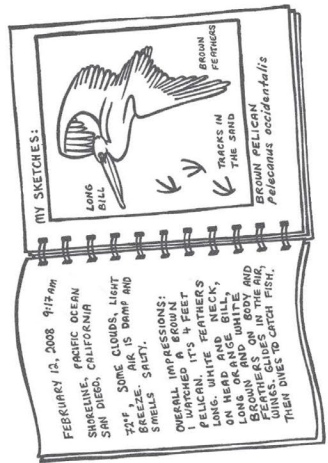 FEBRUARY 12, 2008 9:17 AM
SHORELINE, PACIFIC OCEAN
SAN DIEGO, CALIFORNIA
72°F SOME CLOUDS, LIGHT
BREEZE. AIR IS DAMP AND
SMELLS SALTY.
OVERALL IMPRESSIONS:
I WATCHED A BROWN
PELICAN. IT'S 4 FEET
LONG. WHITE FEATHERS
ON HEAD AND NECK,
LONG ORANGE BILL,
BROWN AND WHITE
FEATHERS ON BODY AND
WINGS. GLIDES IN THE AIR,
THEN DIVES TO CATCH FISH.
MY SKETCHES:
LONG
BILL
BROWN
FEATHERS
TRACKS IN
THE SAND
BROWN PELICAN
pelecanus occidentalis